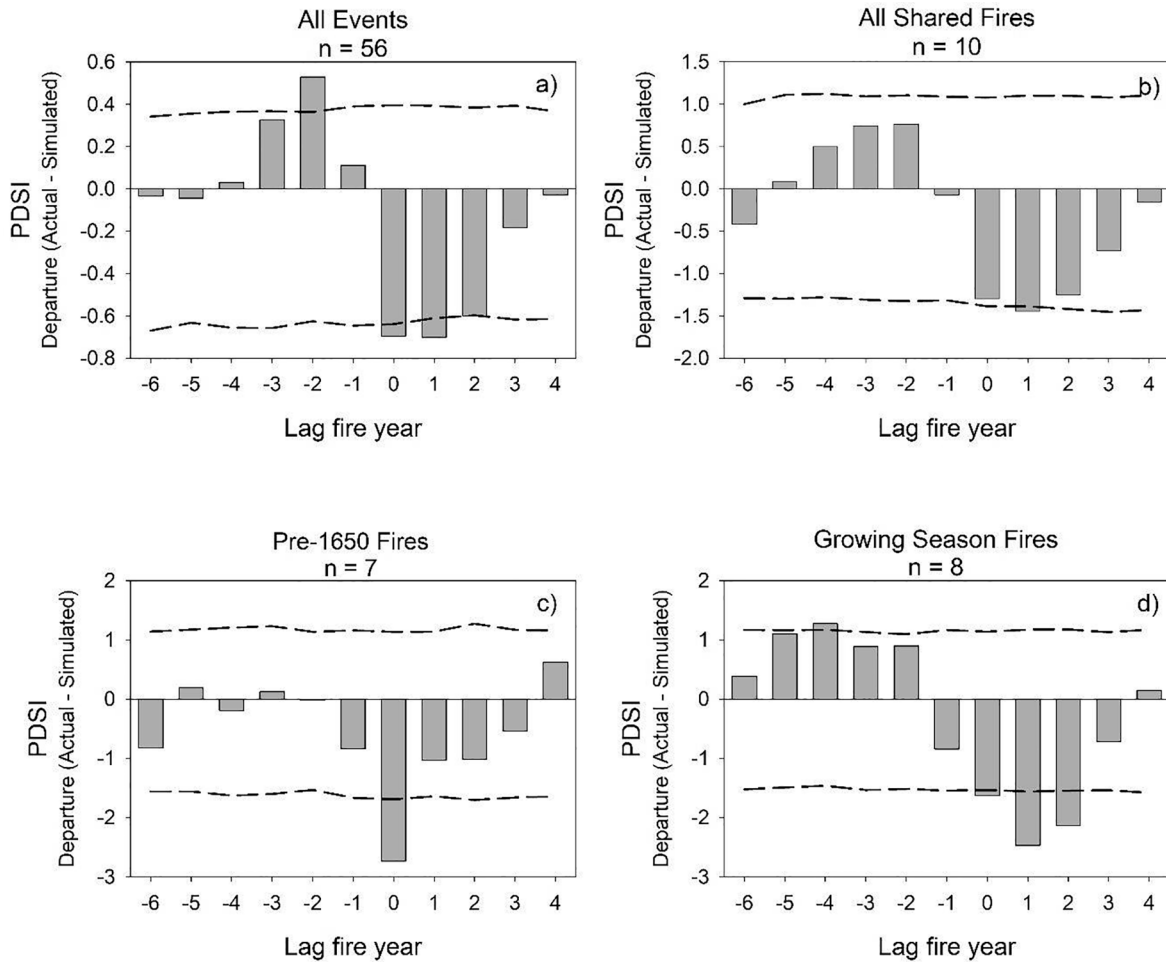 All Events
n = 56
a)
PDSI
Departure (Actual - Simulated)
0.6
0.4
0.2
0.0
-0.2
-0.4
-0.6
-0.8
-6 -5 -4 -3 -2 -1 0 1 2 3 4
Lag fire year
All Shared Fires
n = 10
b)
PDSI
Departure (Actual - Simulated)
1.5
1.0
0.5
0.0
-0.5
-1.0
-1.5
-2.0
-6 -5 -4 -3 -2 -1 0 1 2 3 4
Lag fire year
Pre-1650 Fires
n = 7
c)
PDSI
Departure (Actual - Simulated)
2
1
0
-1
-2
-3
-6 -5 -4 -3 -2 -1 0 1 2 3 4
Lag fire year
Growing Season Fires
n = 8
d)
PDSI
Departure (Actual - Simulated)
2
1
0
-1
-2
-3
-6 -5 -4 -3 -2 -1 0 1 2 3 4
Lag fire year